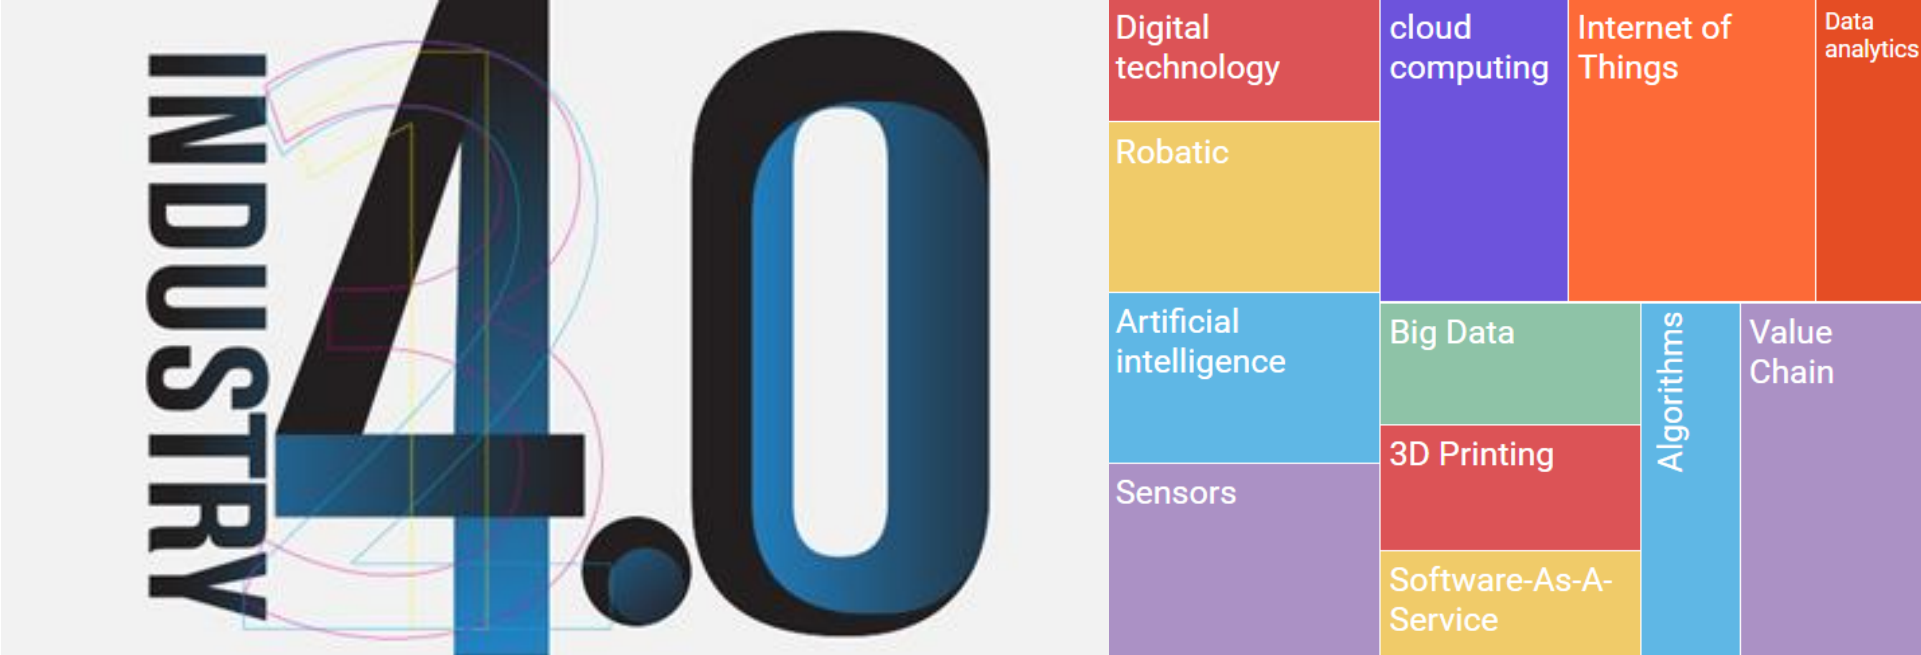 INDUSTRY
4.0
Digital
technology
Robatic
Artificial
intelligence
Sensors
cloud
computing
Internet of
Things
Data
analytics
Big Data
3D Printing
Software-As-A-
Service
Algorithms
Value
Chain